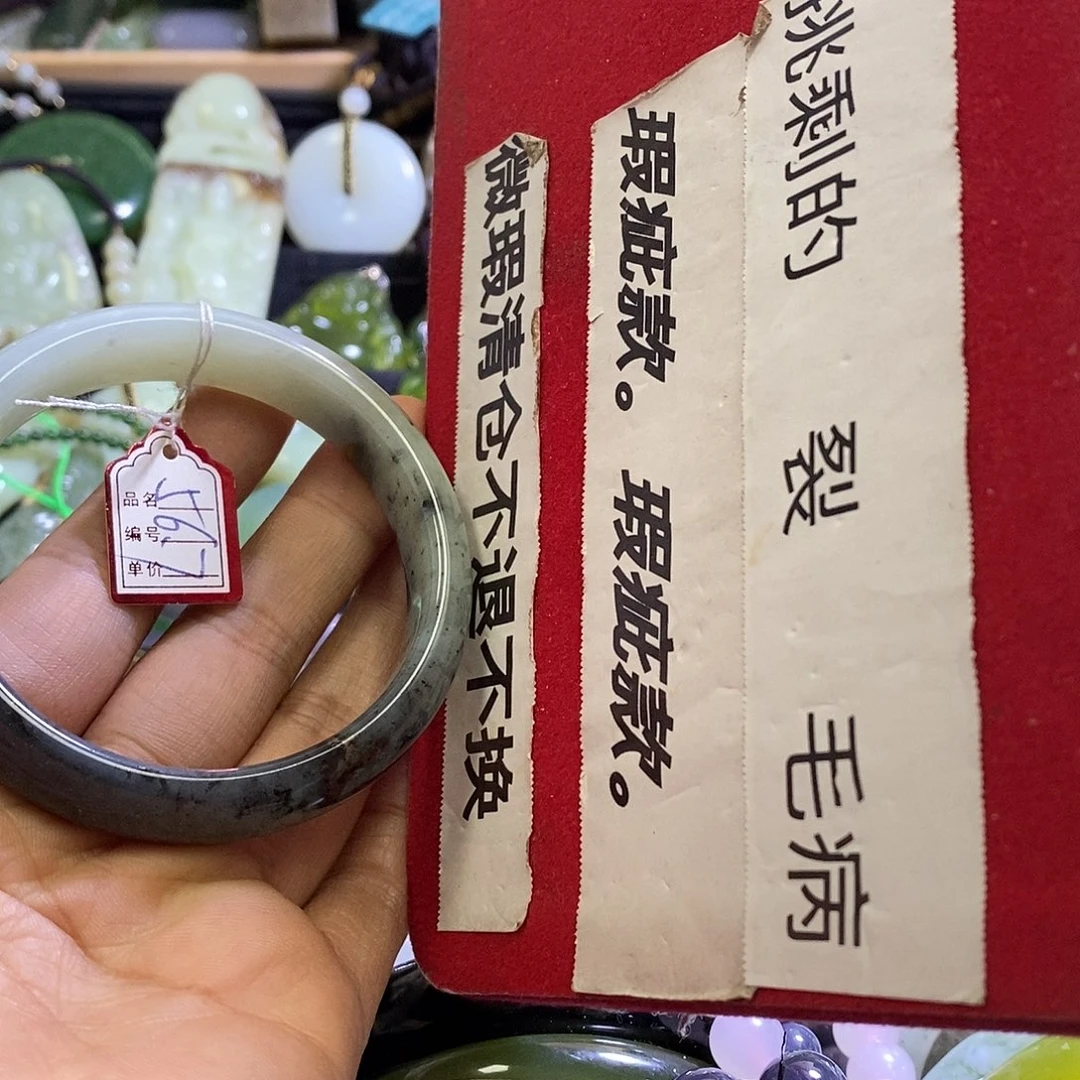 挑剩的 裂 毛病
瑕疵款。 瑕疵款。
微瑕清仓不退不换
品名
编号
单价